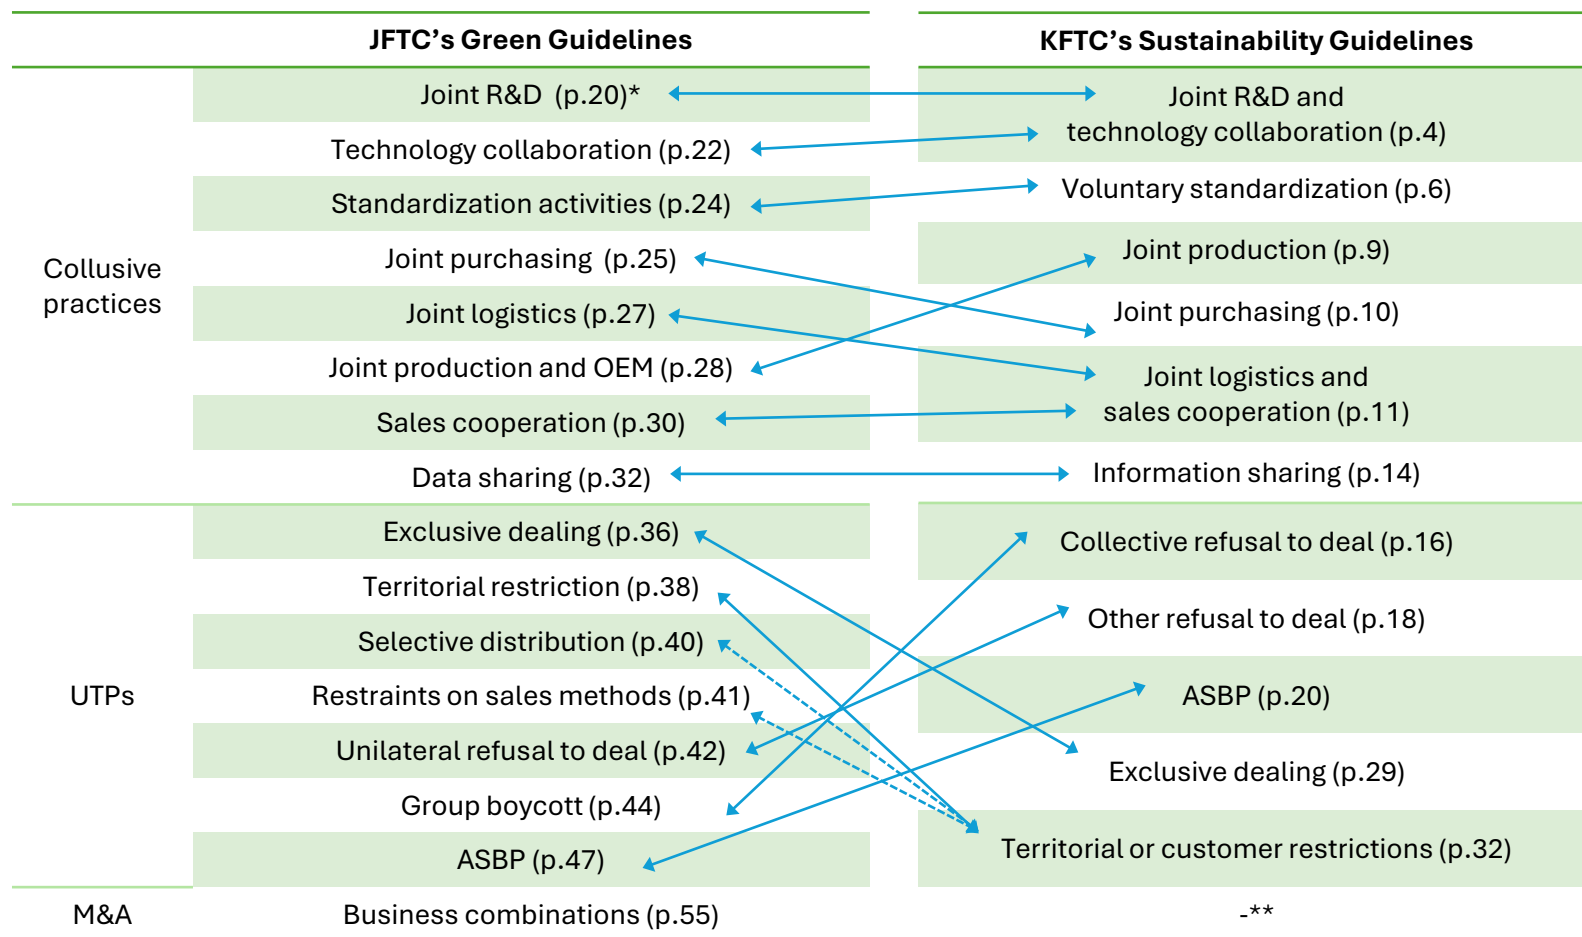 JFTC's Green Guidelines
KFTC's Sustainability Guidelines
Collusive
practices
Joint R&D (p.20)*
Technology collaboration (p.22)
Standardization activities (p.24)
Joint purchasing (p.25)
Joint logistics (p.27)
Joint production and OEM (p.28)
Sales cooperation (p.30)
Data sharing (p.32)
Joint R&D and
technology collaboration (p.4)
Voluntary standardization (p.6)
Joint production (p.9)
Joint purchasing (p.10)
Joint logistics and
sales cooperation (p.11)
Information sharing (p.14)
UTPs
Exclusive dealing (p.36)
Territorial restriction (p.38)
Selective distribution (p.40)
Restraints on sales methods (p.41)
Unilateral refusal to deal (p.42)
Group boycott (p.44)
ASBP (p.47)
Collective refusal to deal (p.16)
Other refusal to deal (p.18)
ASBP (p.20)
Exclusive dealing (p.29)
Territorial or customer restrictions (p.32)
M&A
Business combinations (p.55)
-**